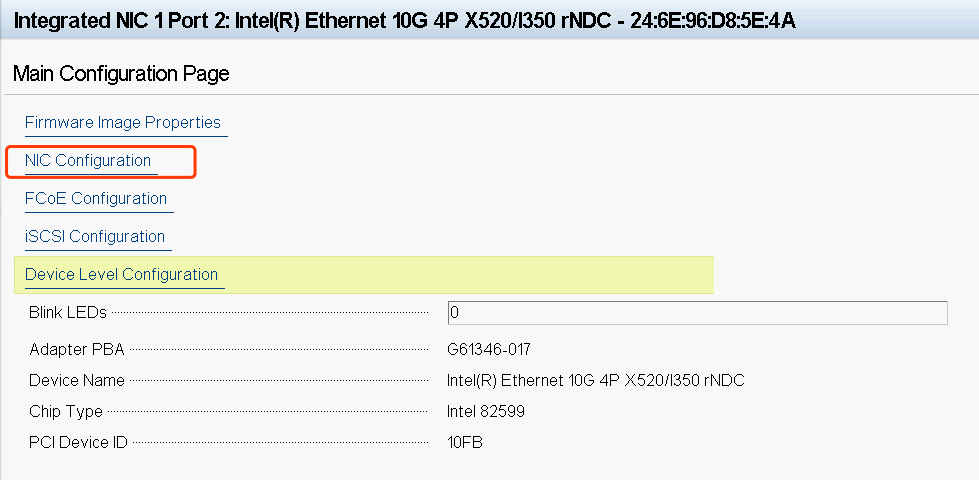 Integrated NIC 1 Port 2: Intel(R) Ethernet 10G 4P X520/I350 rNDC - 24:6E:96:D8:5E:4A
Main Configuration Page
Firmware Image Properties
NIC Configuration
FCoE Configuration
iSCSI Configuration
Device Level Configuration
Blink LEDs 0
Adapter PBA G61346-017
Device Name Intel(R) Ethernet 10G 4P X520/I350 rNDC
Chip Type Intel 82599
PCI Device ID 10FB